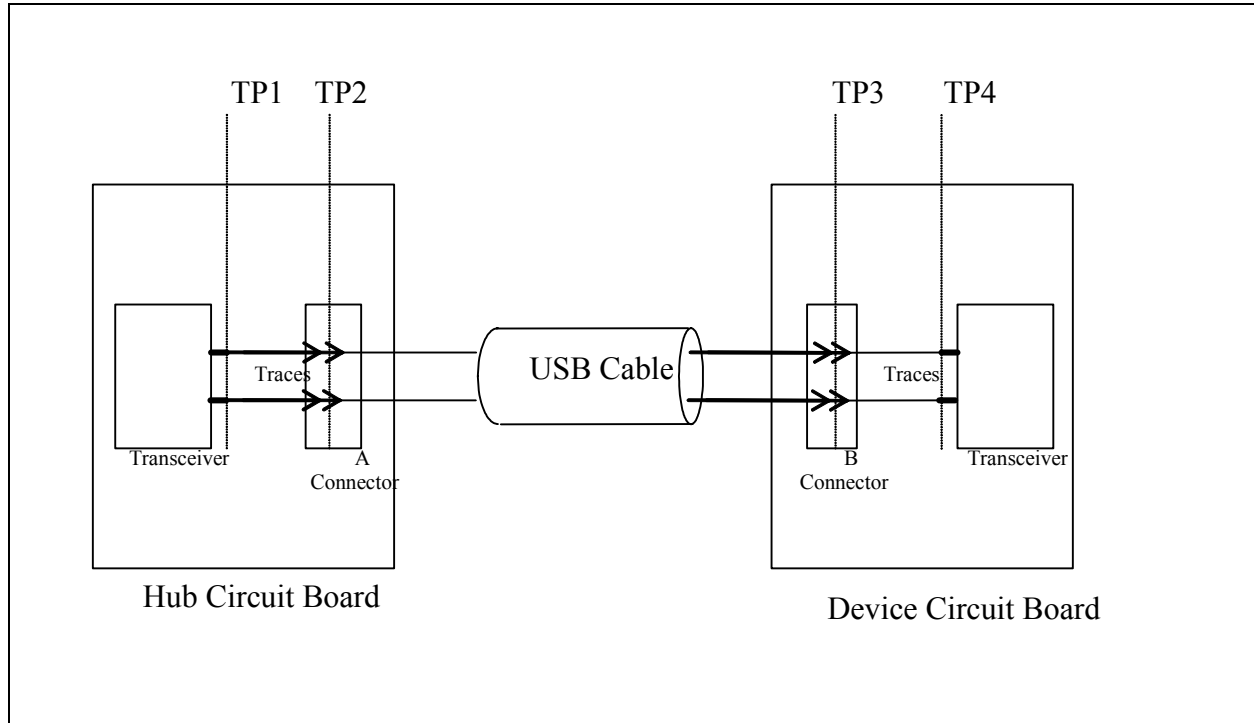 TP1 TP2 TP3 TP4
USB Cable
Traces
Traces
Transceiver
A
Connector
B
Connector
Transceiver
Hub Circuit Board
Device Circuit Board